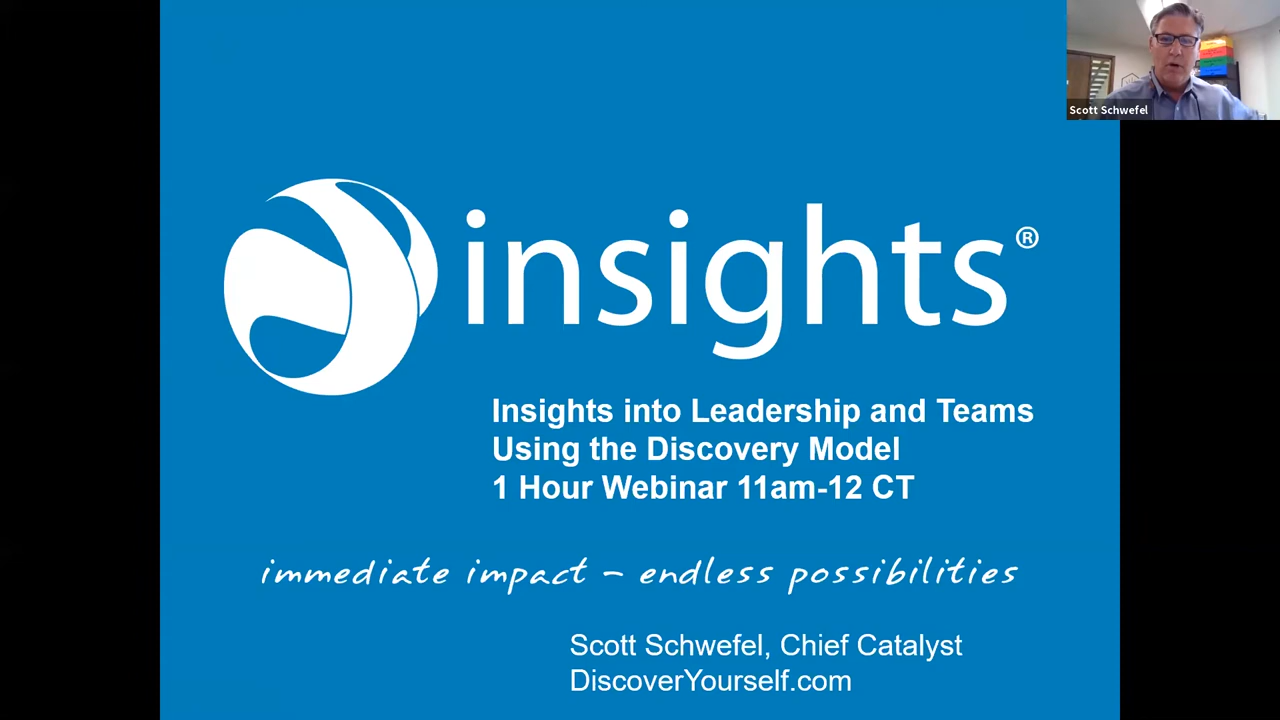 Scott Schwefel
insights®
Insights into Leadership and Teams
Using the Discovery Model
1 Hour Webinar 11am-12 CT
immediate impact – endless possibilities
Scott Schwefel, Chief Catalyst
DiscoverYourself.com